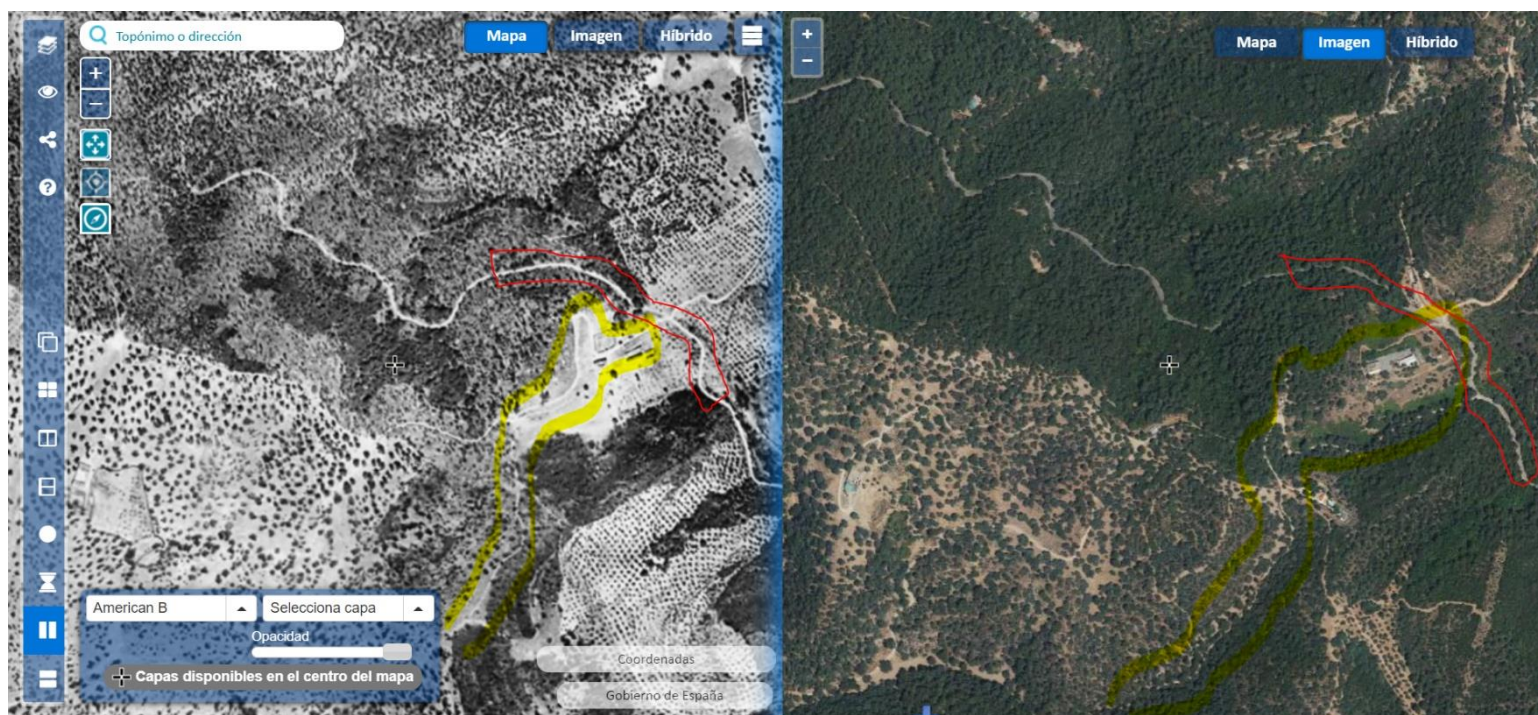 Topónimo o dirección
Mapa Imagen Híbrido
+
−
American B
Selecciona capa
Opacidad
Capas disponibles en el centro del mapa
Coordenadas
Gobierno de España
+
−
Mapa Imagen Híbrido